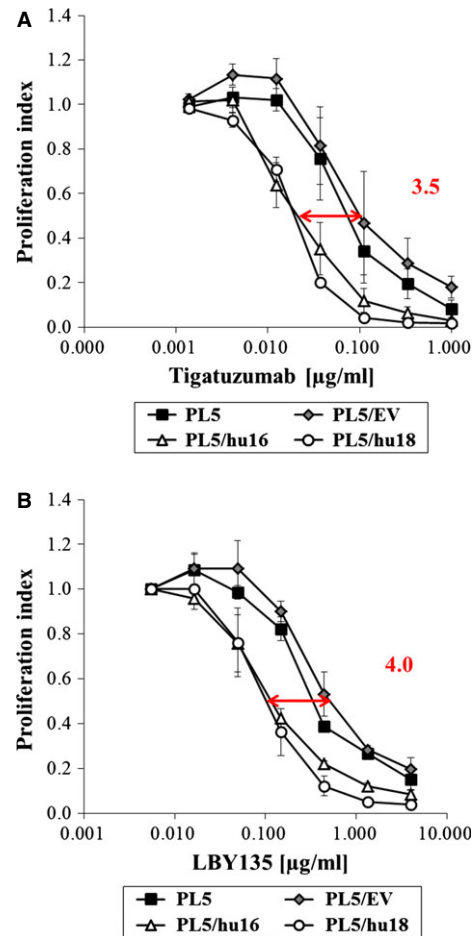 A
Proliferation index
1.4
1.2
1.0
0.8
0.6
0.4
0.2
0.0
3.5
0.000 0.001 0.010 0.100 1.000
Tigatuzumab [µg/ml]
PL5 PL5/EV
PL5/hu16 PL5/hu18
B
Proliferation index
1.4
1.2
1.0
0.8
0.6
0.4
0.2
0.0
4.0
0.001 0.010 0.100 1.000 10.000
LBY135 [µg/ml]
PL5 PL5/EV
PL5/hu16 PL5/hu18